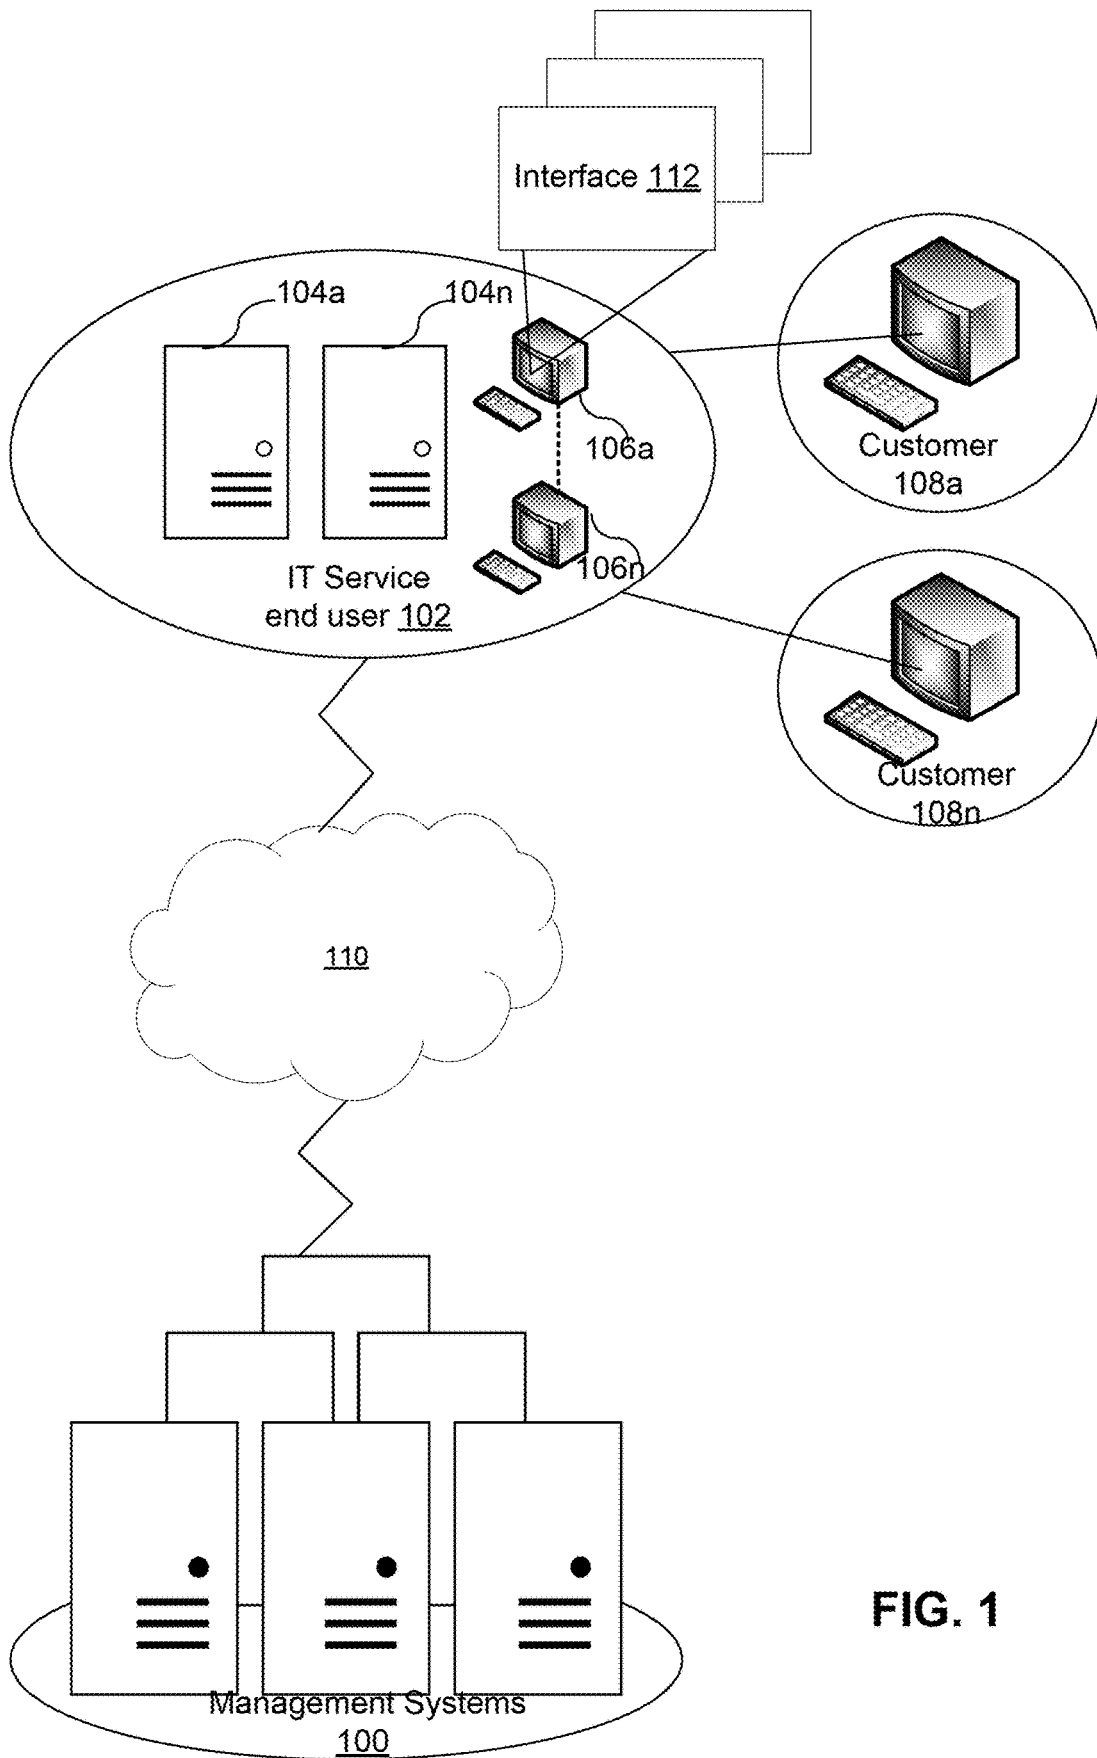 Interface 112
104a
104n
106a
Customer
108a
106n
IT Service
end user 102
Customer
108n
110
FIG. 1
Management Systems
100